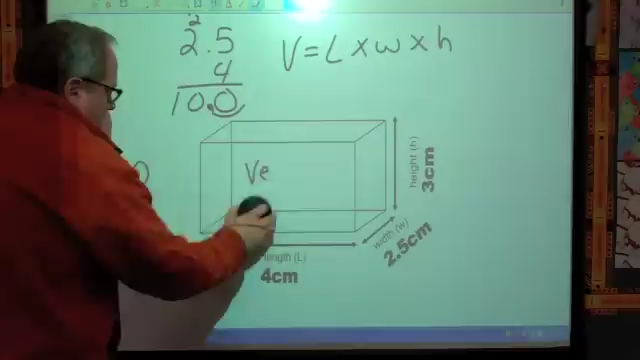 2
2.5
4
10.0
V = L x w x h
Ve
height (h)
3cm
width (w)
2.5cm
length (L)
4cm